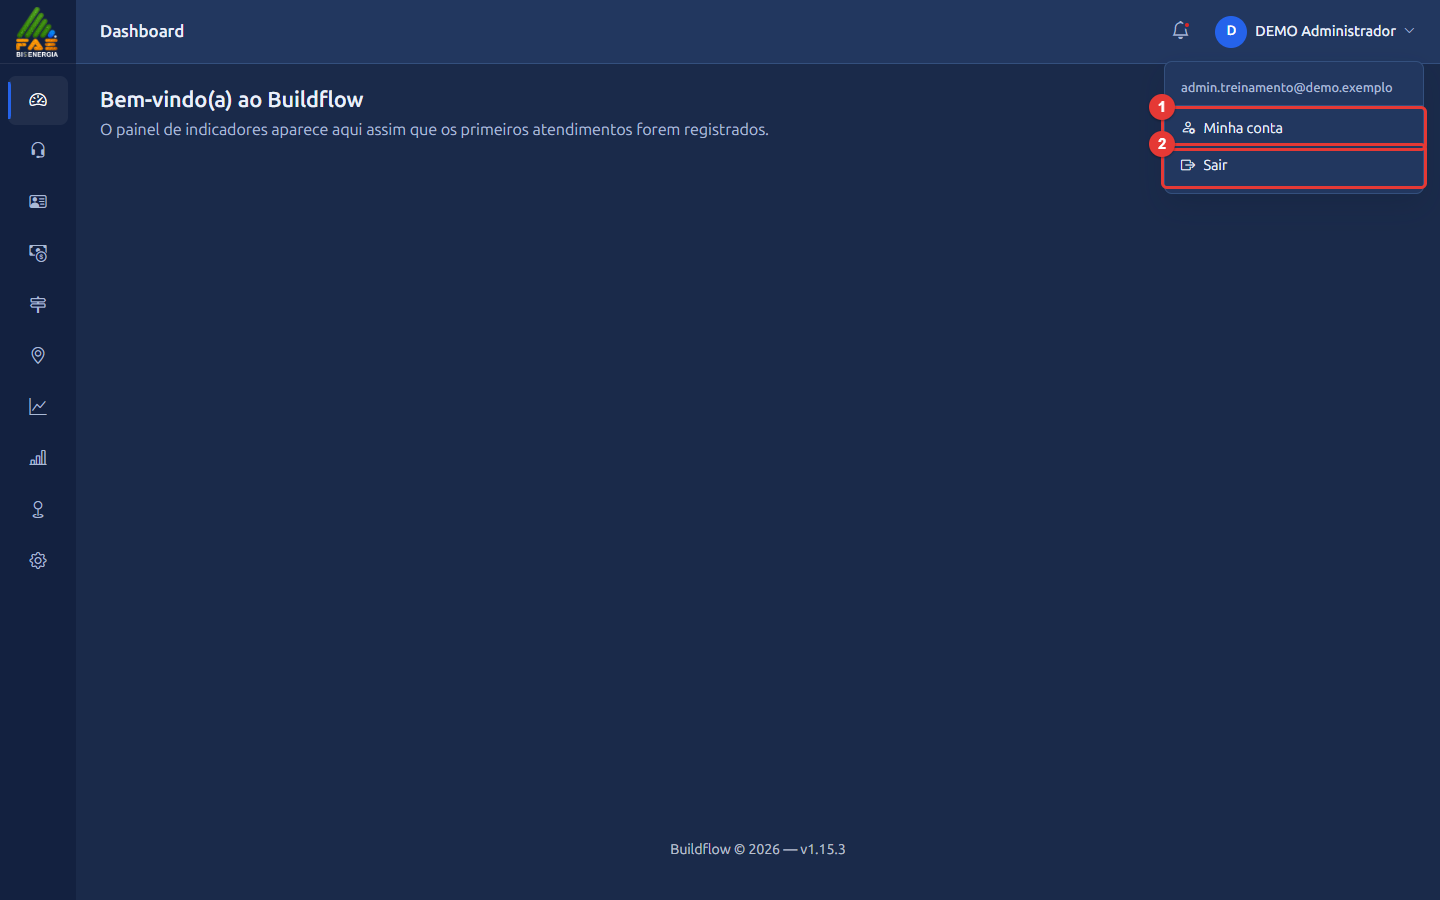 FAE
BIOENERGIA
Dashboard
D
DEMO Administrador
admin.treinamento@demo.exemplo
1
Minha conta
2
Sair
Bem-vindo(a) ao Buildflow
O painel de indicadores aparece aqui assim que os primeiros atendimentos forem registrados.
Buildflow © 2026 — v1.15.3